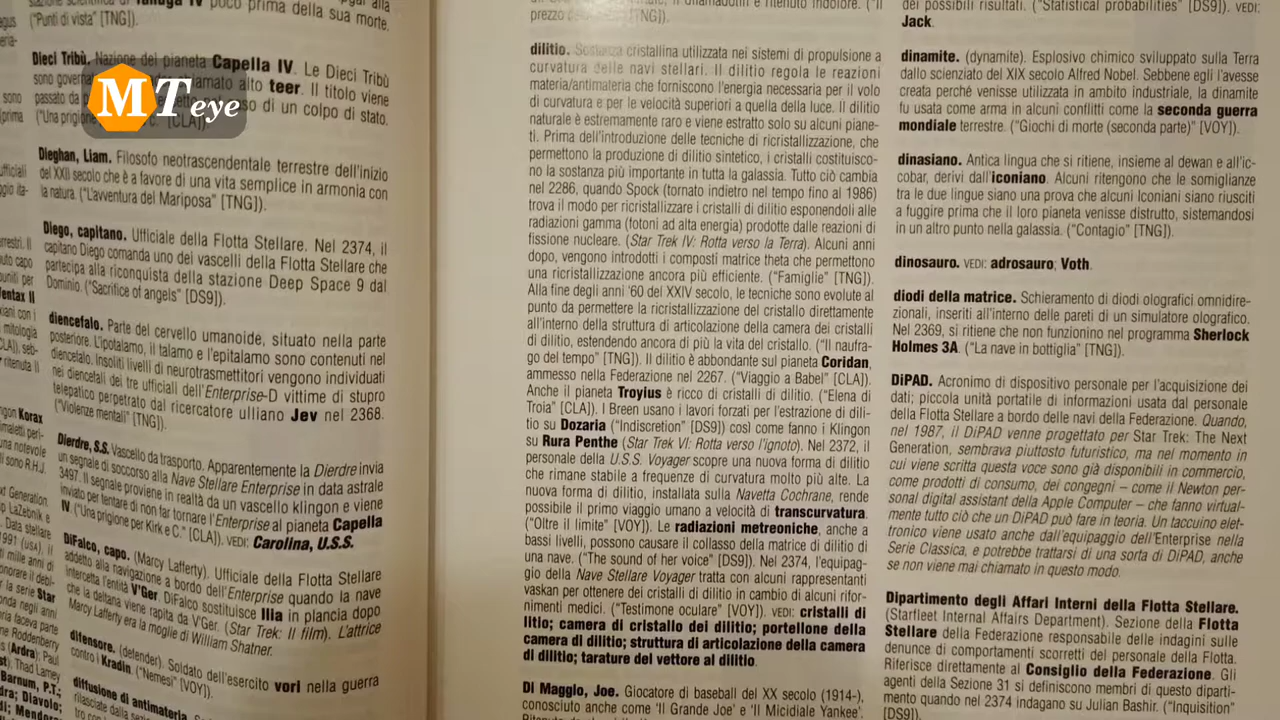 poco prima della sua morte.
("Punti di vista" [TNG]).
Dieci Tribù. Nazione del pianeta Capella IV. Le Dieci Tribù
sono chiamato alto teer. Il titolo viene
passato da di un colpo di stato.
("Una [CLA]).
MT eye
Dieghan, Liam. Filosofo neotrascendentale terrestre dell'inizio
del XXII secolo che è a favore di una vita semplice in armonia con
la natura. ("L'avventura del Mariposa" [TNG]).
Diego, capitano. Ufficiale della Flotta Stellare. Nel 2374, il
capitano Diego comanda uno dei vascelli della Flotta Stellare che
partecipa alla riconquista della stazione Deep Space 9 dal
Dominio. ("Sacrifice of angels" [DS9]).
diencefalo. Parte del cervello umanoide, situato nella parte
posteriore. L'ipotalamo, il talamo e l'epitalamo sono contenuti nel
diencefalo. Insoliti livelli di neurotrasmettitori vengono individuati
nei diencefali dei tre ufficiali dell'Enterprise-D vittime di stupro
telepatico perpetrato dal ricercatore ulliano Jev nel 2368.
("Violenze mentali" [TNG]).
Dierdre, S.S. Vascello da trasporto. Apparentemente la Dierdre invia
un segnale di soccorso alla Nave Stellare Enterprise in data astrale
3497. Il segnale proviene in realtà da un vascello klingon e viene
inviato per tentare di non far tornare l'Enterprise al pianeta Capella
IV. ("Una prigione per Kirk e C." [CLA]). VEDI: Carolina, U.S.S.
DiFalco, capo. (Marcy Lafferty). Ufficiale della Flotta Stellare
addetto alla navigazione a bordo dell'Enterprise quando la nave
intercetta l'entità V'Ger. DiFalco sostituisce Ilia in plancia dopo
che la deltana viene rapita da V'Ger. (Star Trek: Il film). L'attrice
Marcy Lafferty era la moglie di William Shatner.
difensore. (defender). Soldato dell'esercito vori nella guerra
contro i Kradin. ("Nemesi" [VOY]).
diffusione di antimateria.
dilitio. Sostanza cristallina utilizzata nei sistemi di propulsione a
curvatura delle navi stellari. Il dilitio regola le reazioni
materia/antimateria che forniscono l'energia necessaria per il volo
di curvatura e per le velocità superiori a quella della luce. Il dilitio
naturale è estremamente raro e viene estratto solo su alcuni piane-
ti. Prima dell'introduzione delle tecniche di ricristallizzazione, che
permettono la produzione di dilitio sintetico, i cristalli costituisco-
no la sostanza più importante in tutta la galassia. Tutto ciò cambia
nel 2286, quando Spock (tornato indietro nel tempo fino al 1986)
trova il modo per ricristallizzare i cristalli di dilitio esponendoli alle
radiazioni gamma (fotoni ad alta energia) prodotte dalle reazioni di
fissione nucleare. (Star Trek IV: Rotta verso la Terra). Alcuni anni
dopo, vengono introdotti i composti matrice theta che permettono
una ricristallizzazione ancora più efficiente. ("Famiglie" [TNG]).
Alla fine degli anni '60 del XXIV secolo, le tecniche sono evolute al
punto da permettere la ricristallizzazione del cristallo direttamente
all'interno della struttura di articolazione della camera dei cristalli
di dilitio, estendendo ancora di più la vita del cristallo. ("Il naufra-
go del tempo" [TNG]). Il dilitio è abbondante sul pianeta Coridan,
ammesso nella Federazione nel 2267. ("Viaggio a Babel" [CLA]).
Anche il pianeta Troyius è ricco di cristalli di dilitio. ("Elena di
Troia" [CLA]). I Breen usano i lavori forzati per l'estrazione di dili-
tio su Dozaria ("Indiscretion" [DS9]) così come fanno i Klingon
su Rura Penthe (Star Trek VI: Rotta verso l'ignoto). Nel 2372, il
personale della U.S.S. Voyager scopre una nuova forma di dilitio
che rimane stabile a frequenze di curvatura molto più alte. La
nuova forma di dilitio, installata sulla Navetta Cochrane, rende
possibile il primo viaggio umano a velocità di transcurvatura.
("Oltre il limite" [VOY]). Le radiazioni metreoniche, anche a
bassi livelli, possono causare il collasso della matrice di dilitio di
una nave. ("The sound of her voice" [DS9]). Nel 2374, l'equipag-
gio della Nave Stellare Voyager tratta con alcuni rappresentanti
vaskan per ottenere dei cristalli di dilitio in cambio di alcuni rifor-
nimenti medici. ("Testimone oculare" [VOY]). VEDI: cristalli di
litio; camera di cristallo dei dilitio; portellone della
camera di dilitio; struttura di articolazione della camera
di dilitio; tarature del vettore al dilitio.
DI Maggio, Joe. Giocatore di baseball del XX secolo (1914-),
conosciuto anche come 'Il Grande Joe' e 'Il Micidiale Yankee'.
dei possibili risultati. ("Statistical probabilities" [DS9]). VEDI:
Jack.
dinamite. (dynamite). Esplosivo chimico sviluppato sulla Terra
dallo scienziato del XIX secolo Alfred Nobel. Sebbene egli l'avesse
creata perché venisse utilizzata in ambito industriale, la dinamite
fu usata come arma in alcuni conflitti come la seconda guerra
mondiale terrestre. ("Giochi di morte (seconda parte)" [VOY]).
dinasiano. Antica lingua che si ritiene, insieme al dewan e all'ic-
cobar, derivi dall'iconiano. Alcuni ritengono che le somiglianze
tra le due lingue siano una prova che alcuni Iconiani siano riusciti
a fuggire prima che il loro pianeta venisse distrutto, sistemandosi
in un altro punto nella galassia. ("Contagio" [TNG]).
dinosauro. VEDI: adrosauro; Voth.
diodi della matrice. Schieramento di diodi olografici omnidire-
zionali, inseriti all'interno delle pareti di un simulatore olografico.
Nel 2369, si ritiene che non funzionino nel programma Sherlock
Holmes 3A. ("La nave in bottiglia" [TNG]).
DiPAD. Acronimo di dispositivo personale per l'acquisizione dei
dati; piccola unità portatile di informazioni usata dal personale
della Flotta Stellare a bordo delle navi della Federazione. Quando,
nel 1987, il DiPAD venne progettato per Star Trek: The Next
Generation, sembrava piuttosto futuristico, ma nel momento in
cui viene scritta questa voce sono già disponibili in commercio,
come prodotti di consumo, dei congegni – come il Newton per-
sonal digital assistant della Apple Computer – che fanno virtual-
mente tutto ciò che un DiPAD può fare in teoria. Un taccuino elet-
tronico viene usato anche dall'equipaggio dell'Enterprise nella
Serie Classica, e potrebbe trattarsi di una sorta di DiPAD, anche
se non viene mai chiamato in questo modo.
Dipartimento degli Affari Interni della Flotta Stellare.
(Starfleet Internal Affairs Department). Sezione della Flotta
Stellare della Federazione responsabile delle indagini sulle
denunce di comportamenti scorretti del personale della Flotta.
Riferisce direttamente al Consiglio della Federazione. Gli
agenti della Sezione 31 si definiscono membri di questo diparti-
mento quando nel 2374 indagano su Julian Bashir. ("Inquisition"
[DS9]).